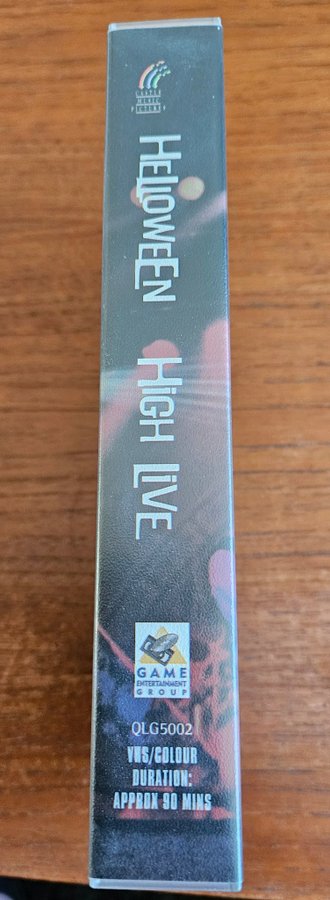 HELLOWEEN HIGH LIVE
GAME
ENTERTAINMENT
GROUP
QLG5002
VHS/COLOUR
DURATION:
APPROX 90 MINS